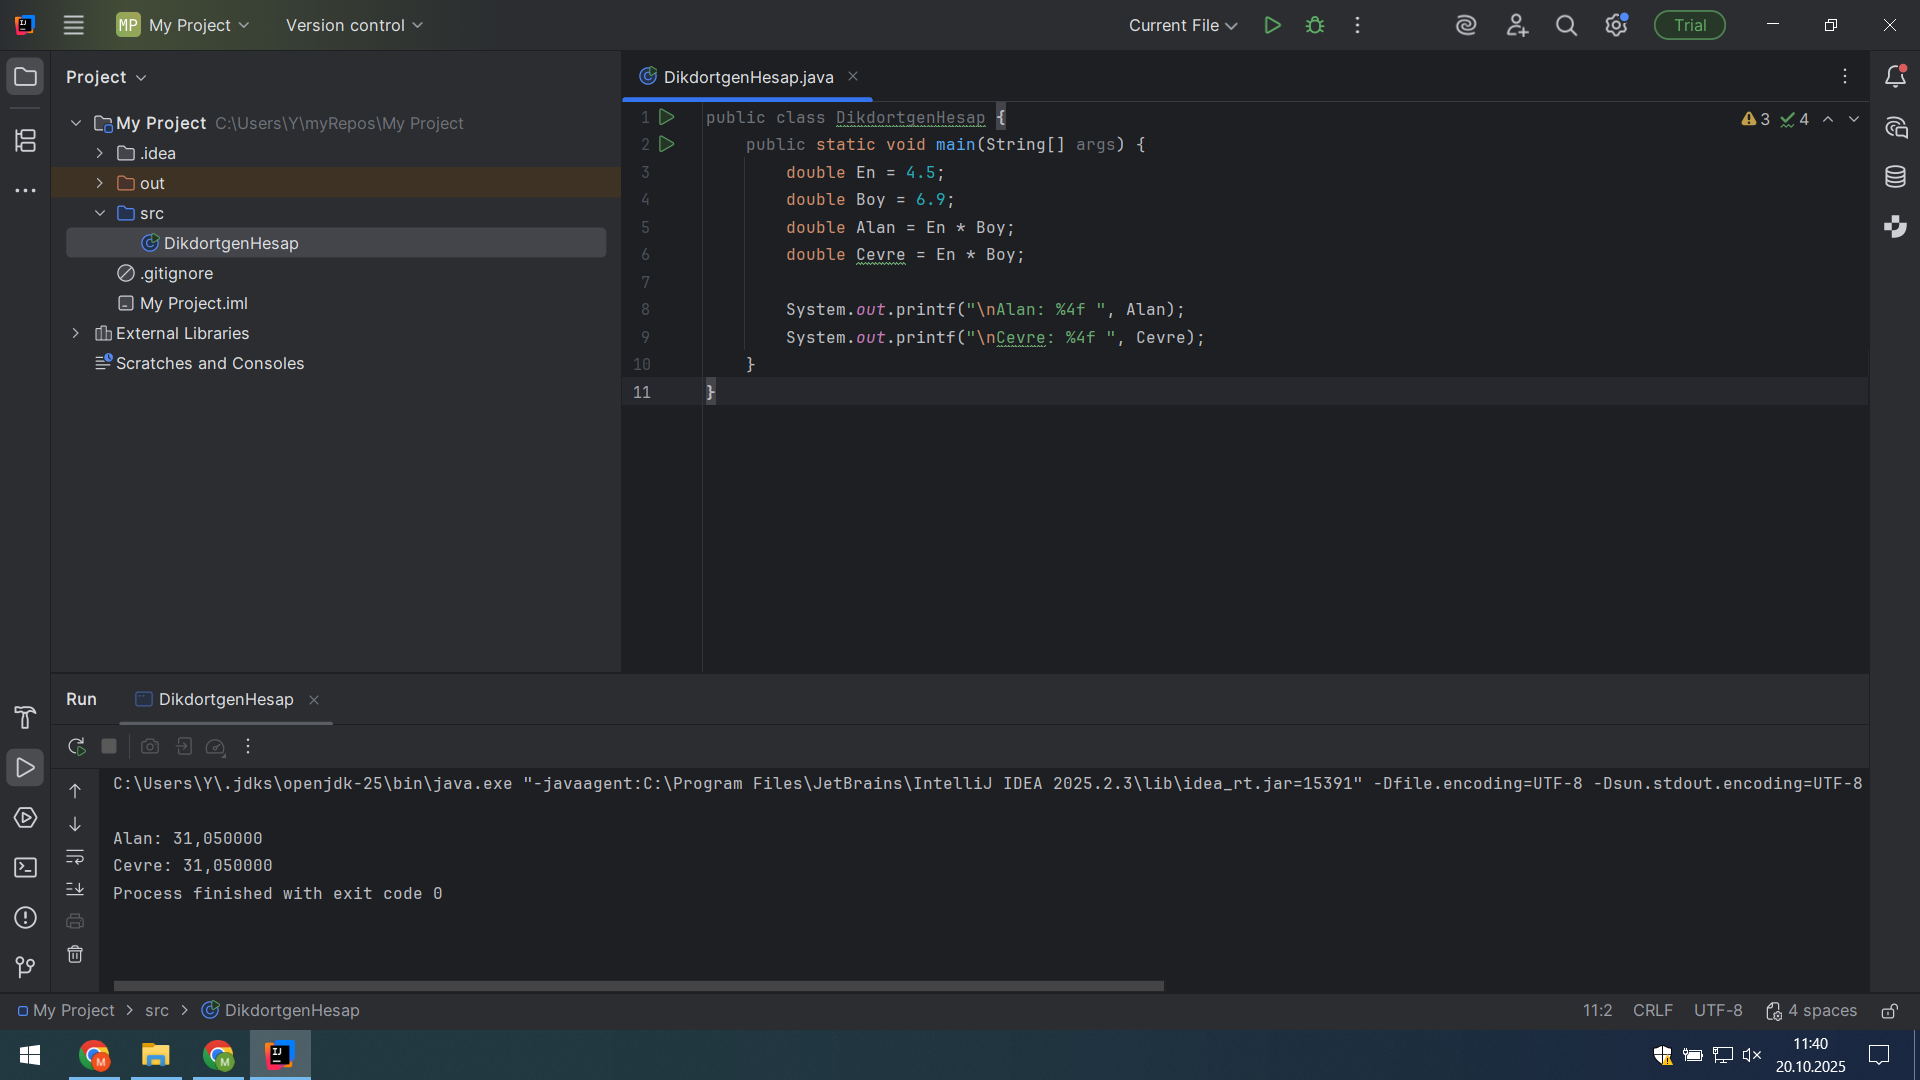 MP My Project Version control Current File Trial
Project
DikdortgenHesap.java
My Project C:\Users\Y\myRepos\My Project
.idea
out
src
DikdortgenHesap
.gitignore
My Project.iml
External Libraries
Scratches and Consoles
1 public class DikdortgenHesap {
2 public static void main(String[] args) {
3 double En = 4.5;
4 double Boy = 6.9;
5 double Alan = En * Boy;
6 double Cevre = En * Boy;
7
8 System.out.printf("\nAlan: %4f ", Alan);
9 System.out.printf("\nCevre: %4f ", Cevre);
10 }
11 }
3 4
Run DikdortgenHesap
C:\Users\Y\.jdks\openjdk-25\bin\java.exe "-javaagent:C:\Program Files\JetBrains\IntelliJ IDEA 2025.2.3\lib\idea_rt.jar=15391" -Dfile.encoding=UTF-8 -Dsun.stdout.encoding=UTF-8
Alan: 31,050000
Cevre: 31,050000
Process finished with exit code 0
My Project > src > DikdortgenHesap 11:2 CRLF UTF-8 4 spaces
11:40
20.10.2025